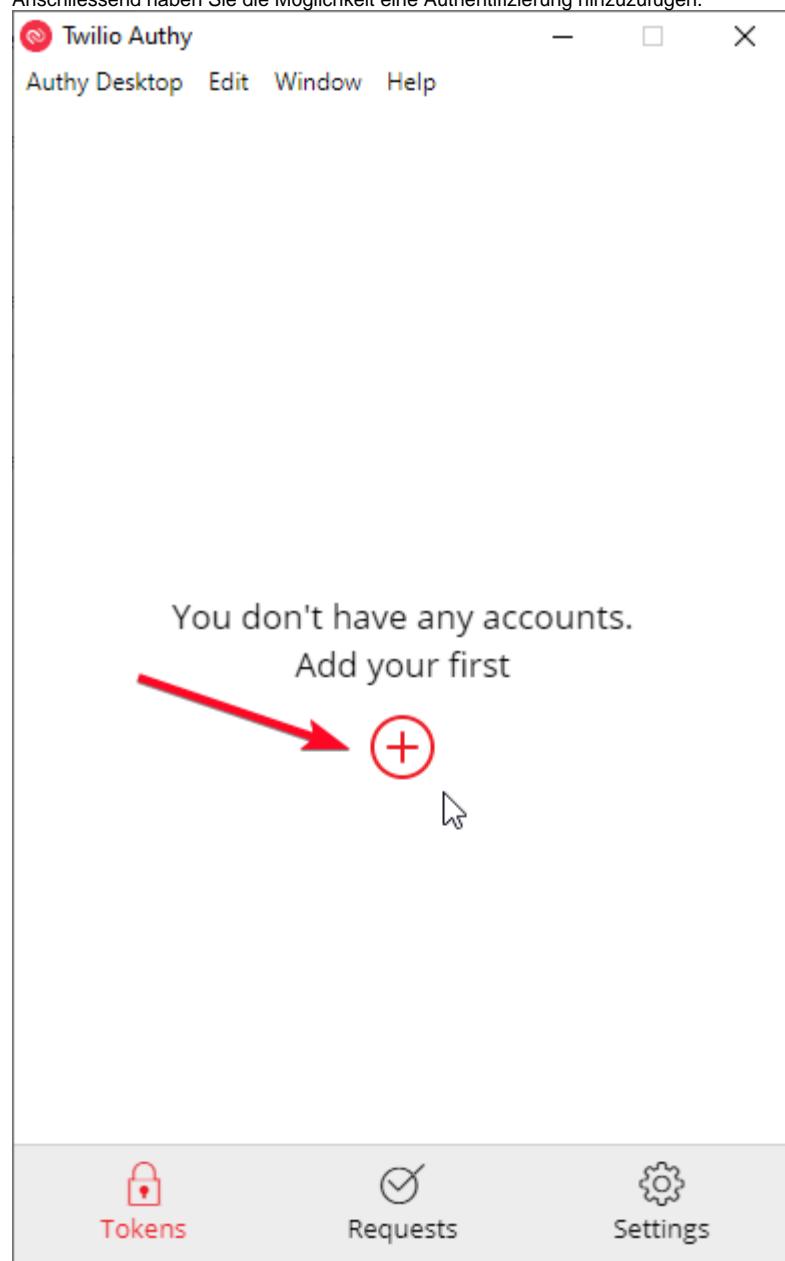 Anschliessend haben Sie die Möglichkeit eine Authentifizierung hinzuzufügen.
Twilio Authy
Authy Desktop Edit Window Help
You don't have any accounts.
Add your first
Tokens Requests Settings